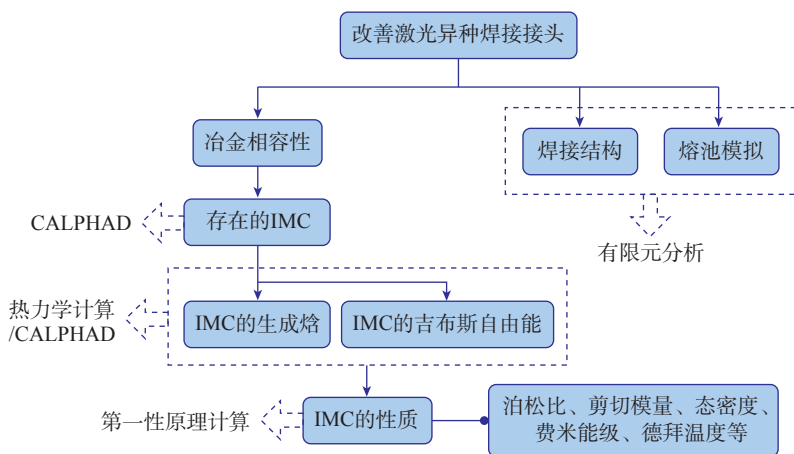 改善激光异种焊接接头
冶金相容性
焊接结构
熔池模拟
CALPHAD
存在的IMC
有限元分析
热力学计算
/CALPHAD
IMC的生成焓
IMC的吉布斯自由能
第一性原理计算
IMC的性质
泊松比、剪切模量、态密度、
费米能级、德拜温度等